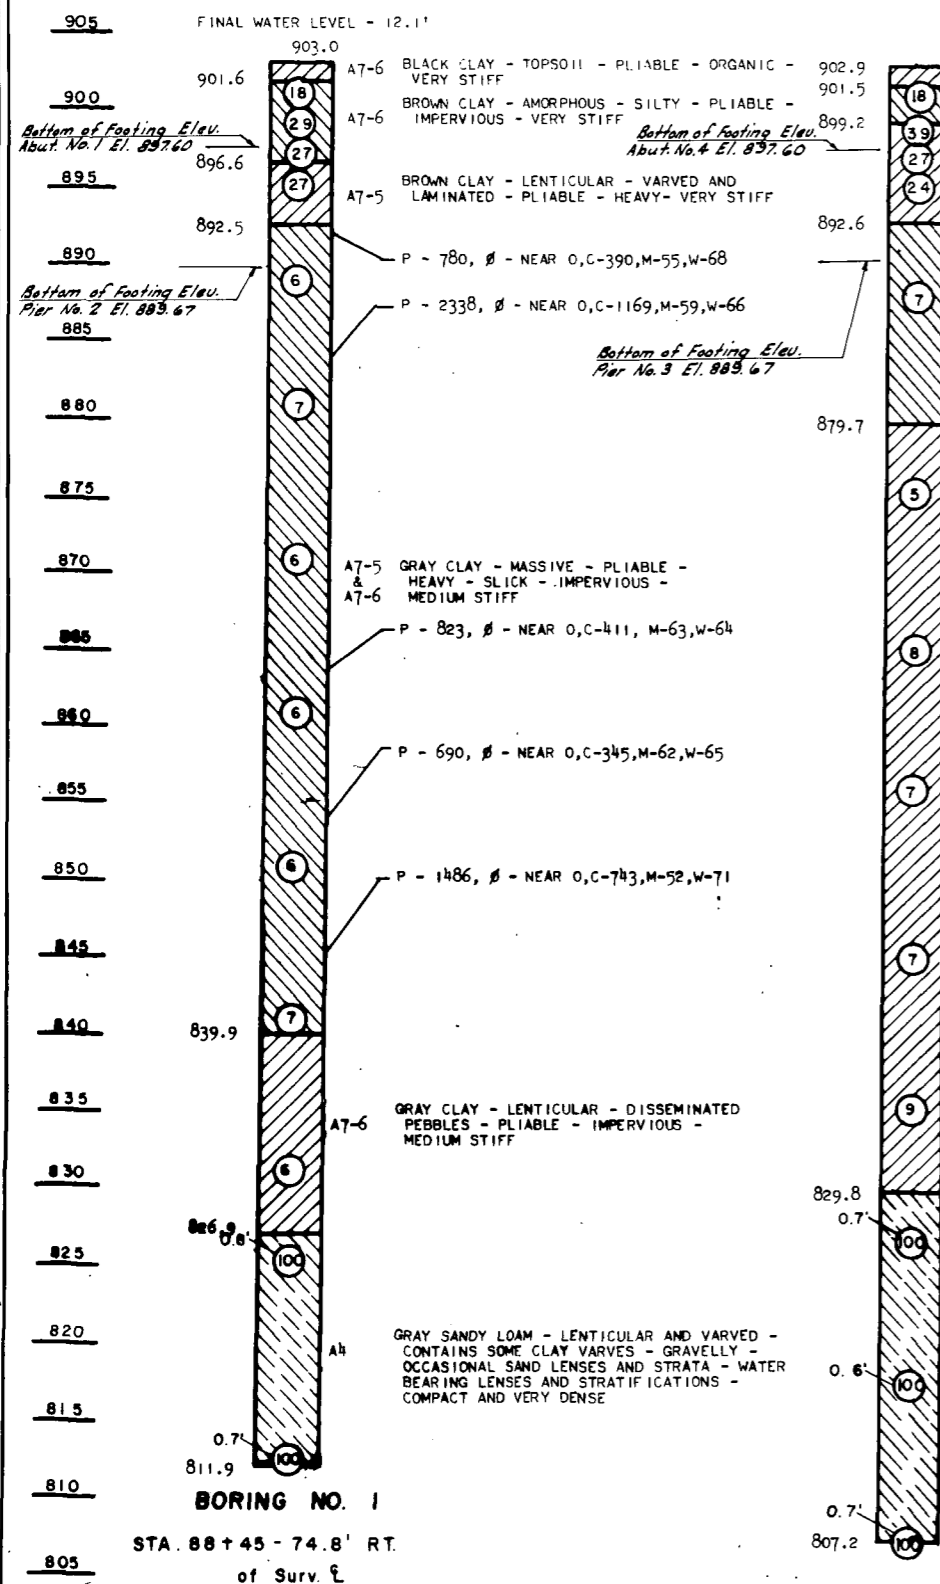 905
FINAL WATER LEVEL - 12.1'
903.0
901.6
A7-6 BLACK CLAY - TOPSOIL - PLIABLE - ORGANIC -
VERY STIFF
902.9
901.5
900
18
18
A7-6 BROWN CLAY - AMORPHOUS - SILTY - PLIABLE -
IMPERVIOUS - VERY STIFF
899.2
29
39
Bottom of Footing Elev.
Abut. No. 1 El. 897.60
Bottom of Footing Elev.
Abut. No. 4 El. 897.60
27
27
896.6
895
27
24
A7-5 BROWN CLAY - LENTICULAR - VARVED AND
LAMINATED - PLIABLE - HEAVY- VERY STIFF
892.5
892.6
890
P - 780, Ø - NEAR 0,C-390,M-55,W-68
6
7
Bottom of Footing Elev.
Pier No. 2 El. 889.67
P - 2338, Ø - NEAR 0,C-1169,M-59,W-66
885
Bottom of Footing Elev.
Pier No. 3 El. 889.67
880
7
879.7
875
5
870
6
A7-5 GRAY CLAY - MASSIVE - PLIABLE -
& HEAVY - SLICK - IMPERVIOUS -
A7-6 MEDIUM STIFF
865
P - 823, Ø - NEAR 0,C-411, M-63,W-64
8
860
6
P - 690, Ø - NEAR 0,C-345,M-62,W-65
855
7
850
6
P - 1486, Ø - NEAR 0,C-743,M-52,W-71
845
7
840
839.9
7
835
A7-6 GRAY CLAY - LENTICULAR - DISSEMINATED
PEBBLES - PLIABLE - IMPERVIOUS -
MEDIUM STIFF
9
830
6
829.8
826.9
0.7'
825
100
100
820
A4 GRAY SANDY LOAM - LENTICULAR AND VARVED -
CONTAINS SOME CLAY VARVES - GRAVELLY -
OCCASIONAL SAND LENSES AND STRATA - WATER
BEARING LENSES AND STRATIFICATIONS -
COMPACT AND VERY DENSE
0.6'
100
815
0.7'
100
811.9
810
BORING NO. 1
0.7'
807.2
100
STA. 88+45 - 74.8' RT.
805
of Surv. ℄